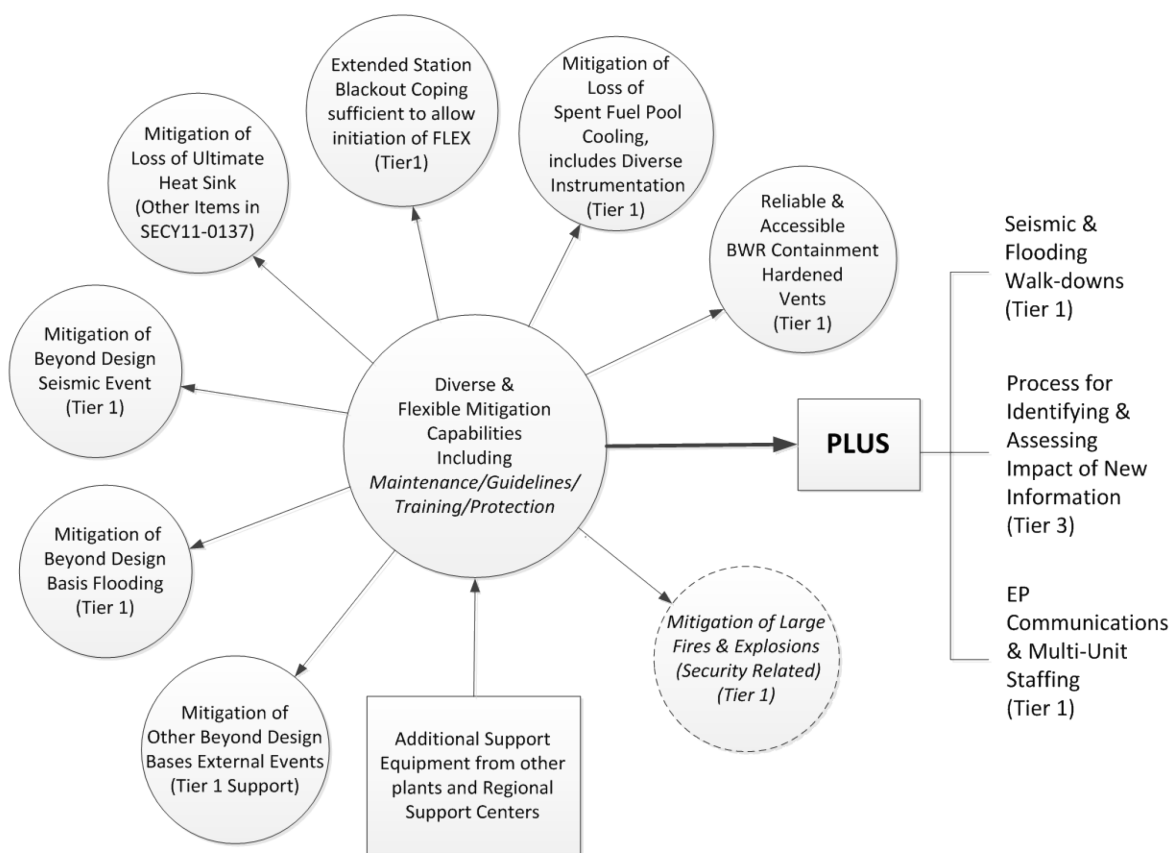 Extended Station
Blackout Coping
sufficient to allow
initiation of FLEX
(Tier1)
Mitigation of
Loss of
Spent Fuel Pool
Cooling,
includes Diverse
Instrumentation
(Tier 1)
Mitigation of
Loss of Ultimate
Heat Sink
(Other Items in
SECY11-0137)
Reliable &
Accessible
BWR Containment
Hardened
Vents
(Tier 1)
Mitigation of
Beyond Design
Seismic Event
(Tier 1)
Diverse &
Flexible Mitigation
Capabilities
Including
Maintenance/Guidelines/
Training/Protection
PLUS
Seismic &
Flooding
Walk-downs
(Tier 1)
Process for
Identifying &
Assessing
Impact of New
Information
(Tier 3)
EP
Communications
& Multi-Unit
Staffing
(Tier 1)
Mitigation of
Beyond Design
Basis Flooding
(Tier 1)
Mitigation of Large
Fires & Explosions
(Security Related)
(Tier 1)
Mitigation of
Other Beyond Design
Bases External Events
(Tier 1 Support)
Additional Support
Equipment from other
plants and Regional
Support Centers